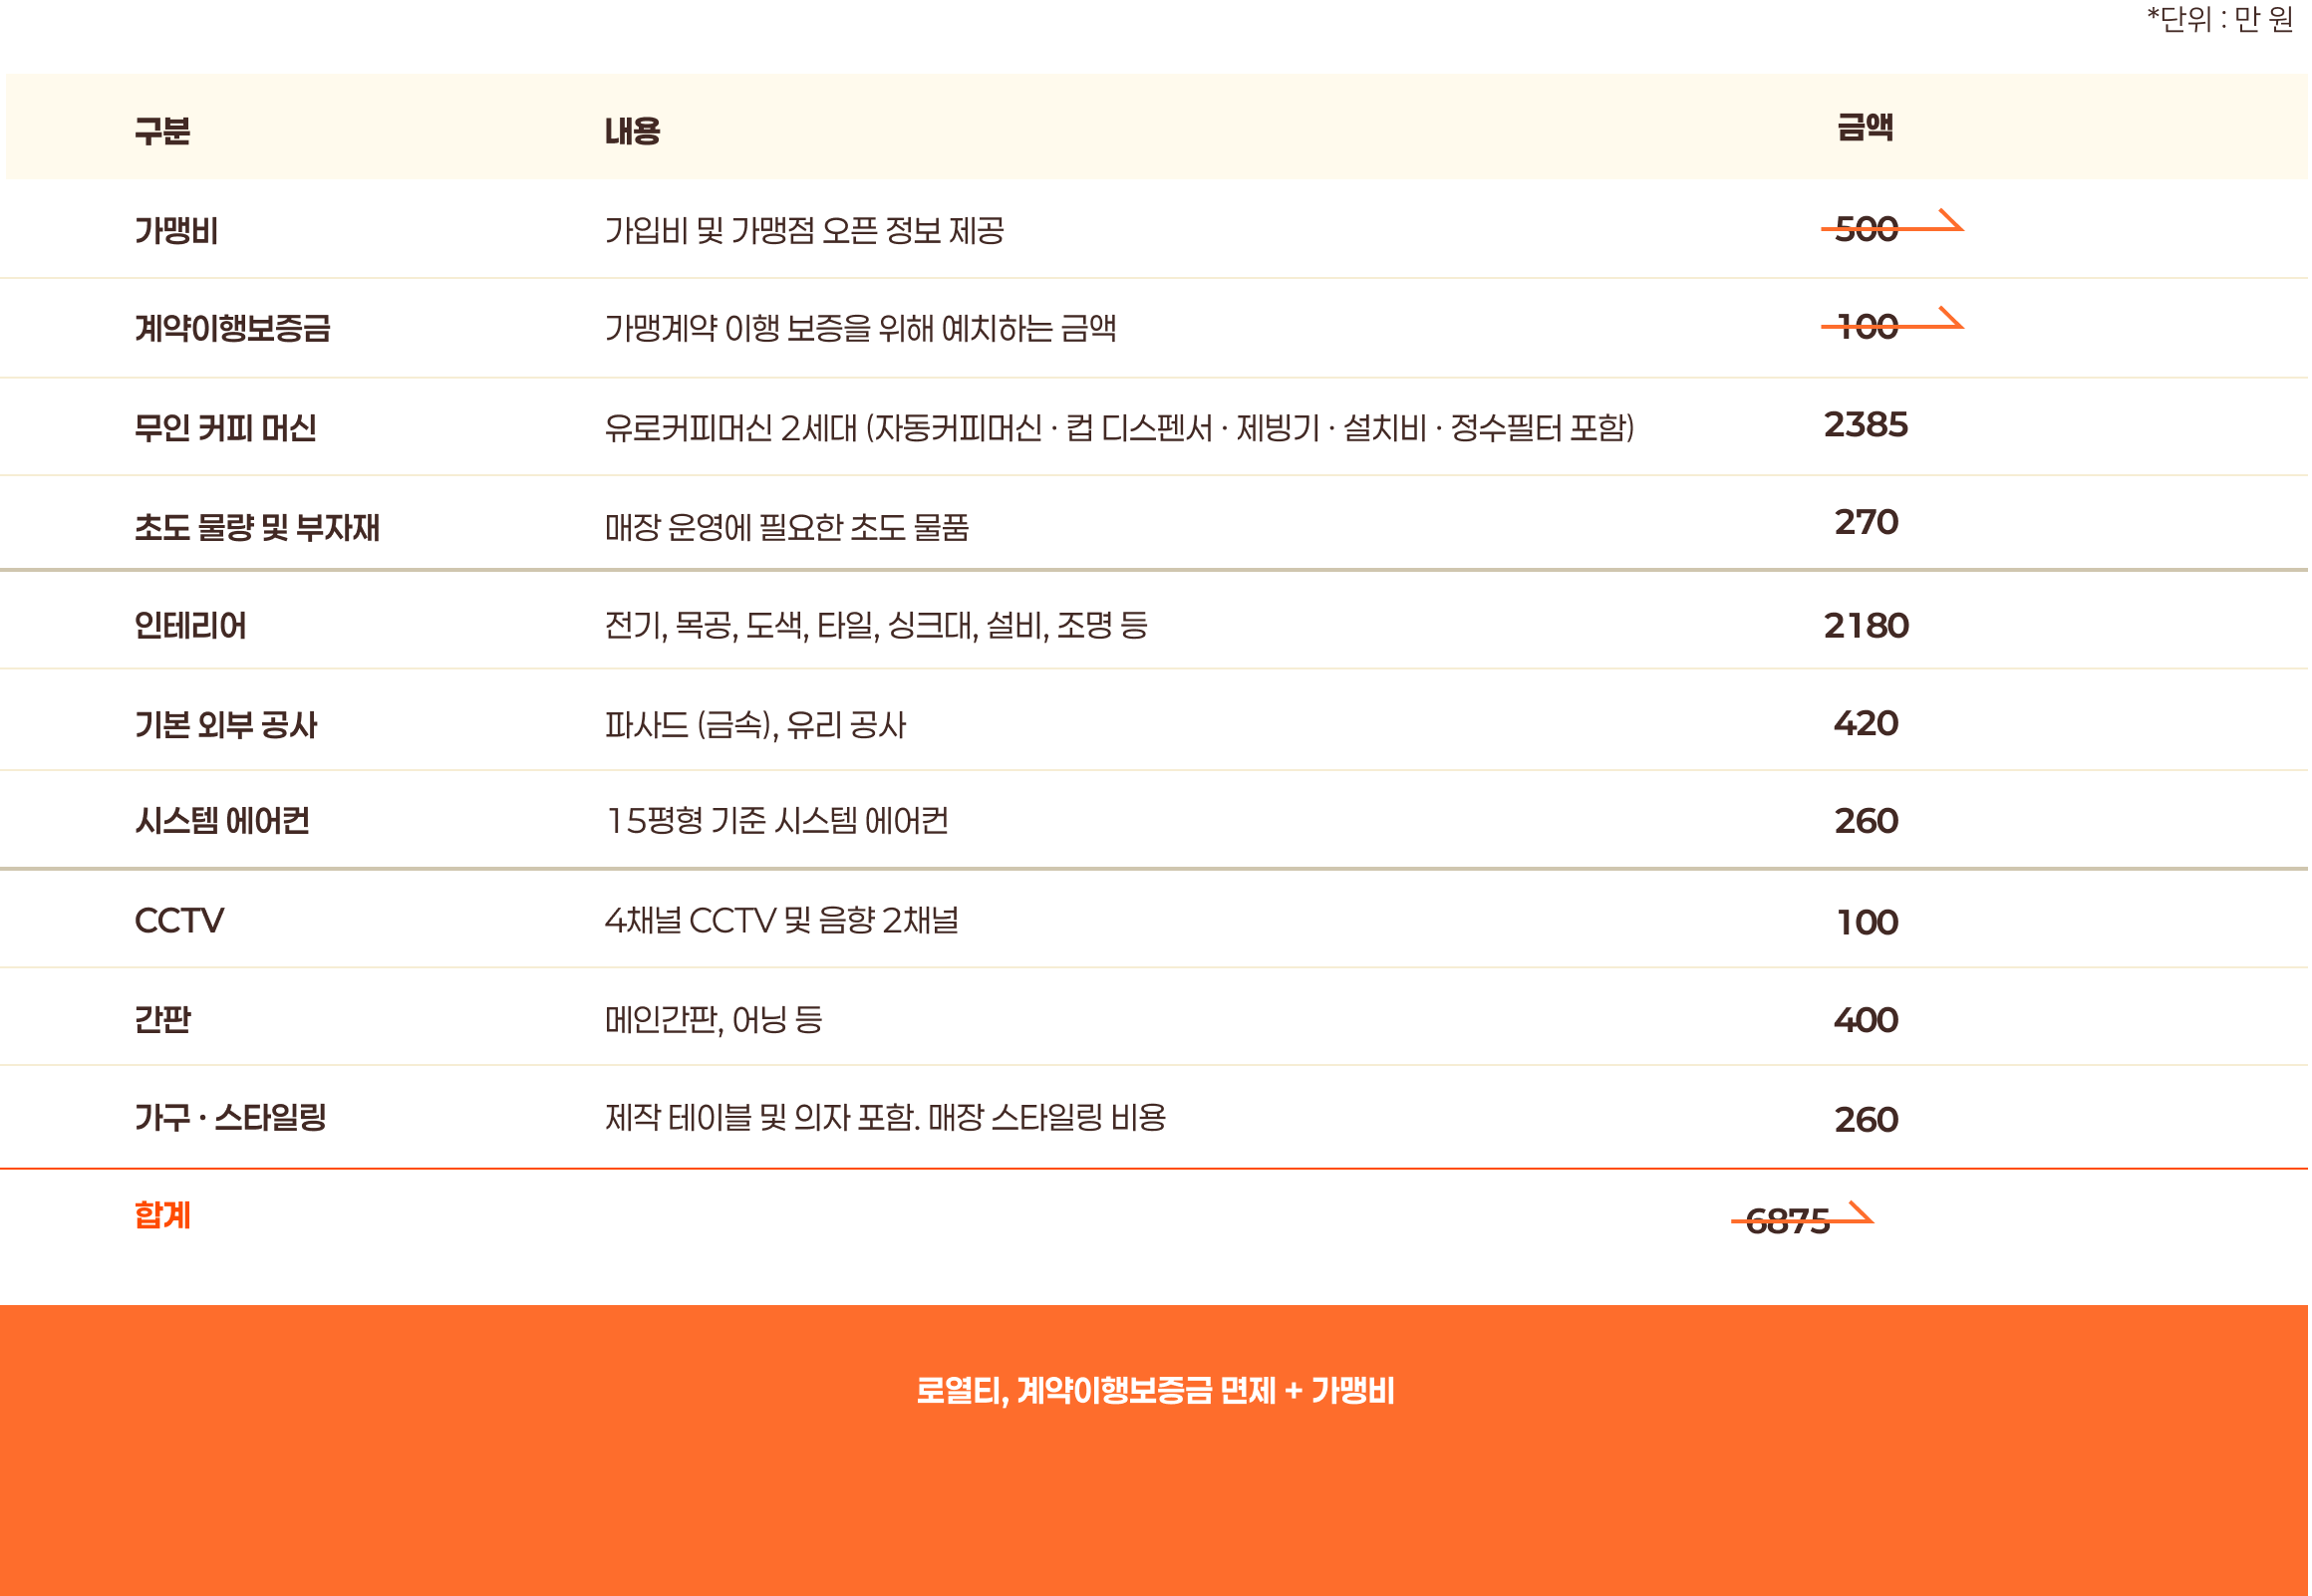 *단위 : 만 원
구분 내용 금액
가맹비 가입비 및 가맹점 오픈 정보 제공 500
계약이행보증금 가맹계약 이행 보증을 위해 예치하는 금액 100
무인 커피 머신 유로커피머신 2세대 (자동커피머신 · 컵 디스펜서 · 제빙기 · 설치비 · 정수필터 포함) 2385
초도 물량 및 부자재 매장 운영에 필요한 초도 물품 270
인테리어 전기, 목공, 도색, 타일, 싱크대, 설비, 조명 등 2180
기본 외부 공사 파사드 (금속), 유리 공사 420
시스템 에어컨 15평형 기준 시스템 에어컨 260
CCTV 4채널 CCTV 및 음향 2채널 100
간판 메인간판, 어닝 등 400
가구 · 스타일링 제작 테이블 및 의자 포함. 매장 스타일링 비용 260
합계 6875
로열티, 계약이행보증금 면제 + 가맹비